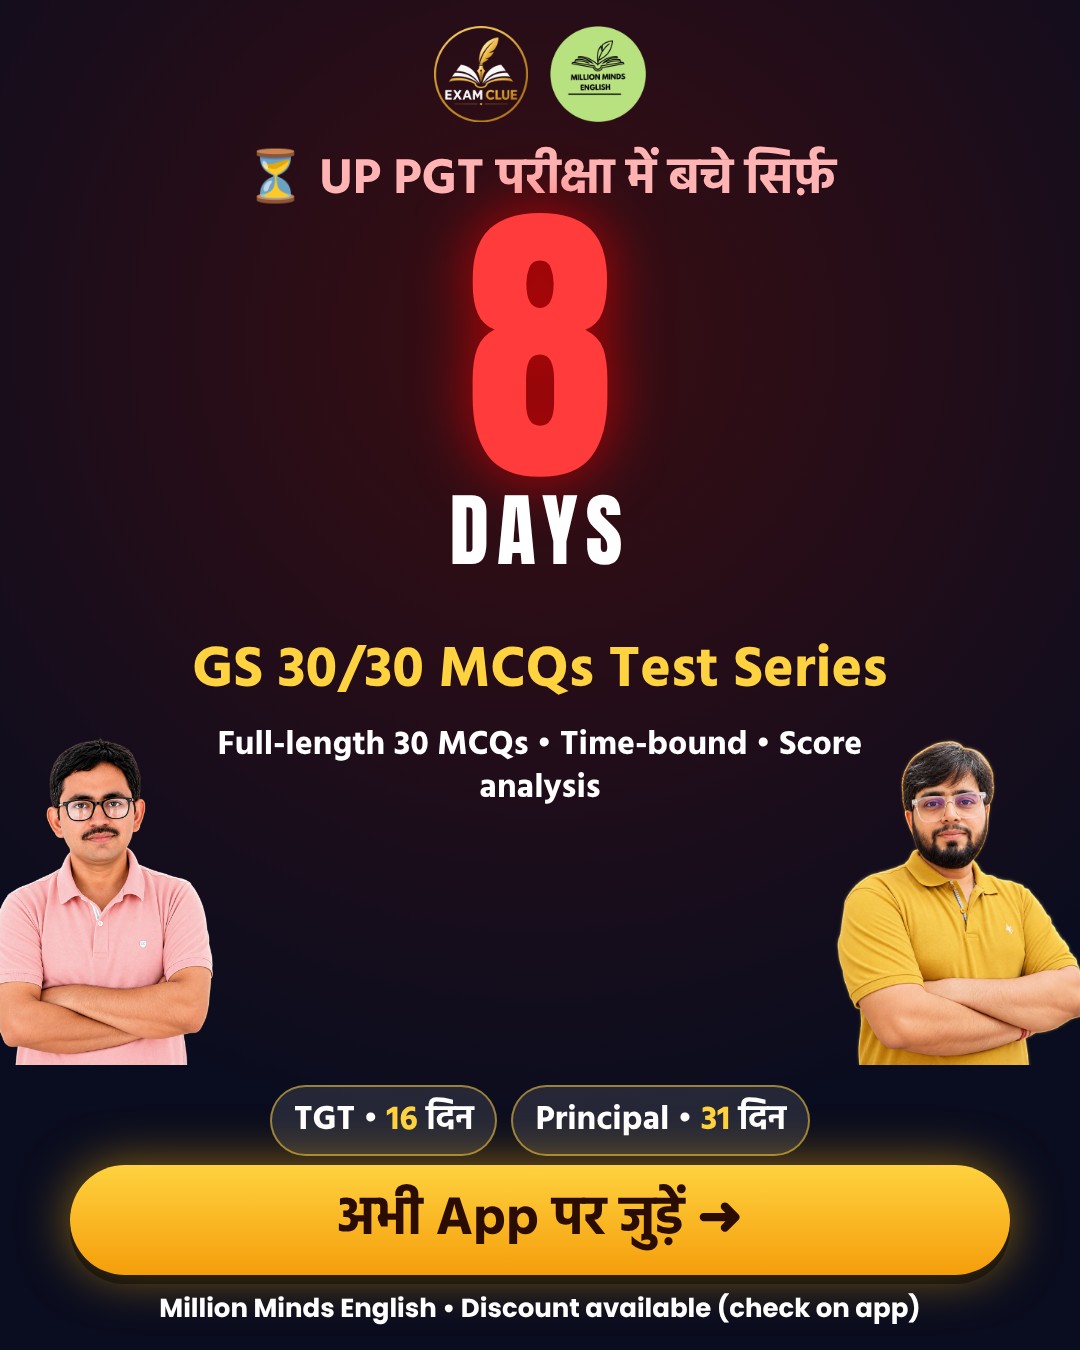 EXAM CLUE
MILLION MINDS
ENGLISH
⏳ UP PGT परीक्षा में बचे सिर्फ़
8
DAYS
GS 30/30 MCQs Test Series
Full-length 30 MCQs • Time-bound • Score
analysis
TGT • 16 दिन
Principal • 31 दिन
अभी App पर जुड़ें ➜
Million Minds English • Discount available (check on app)